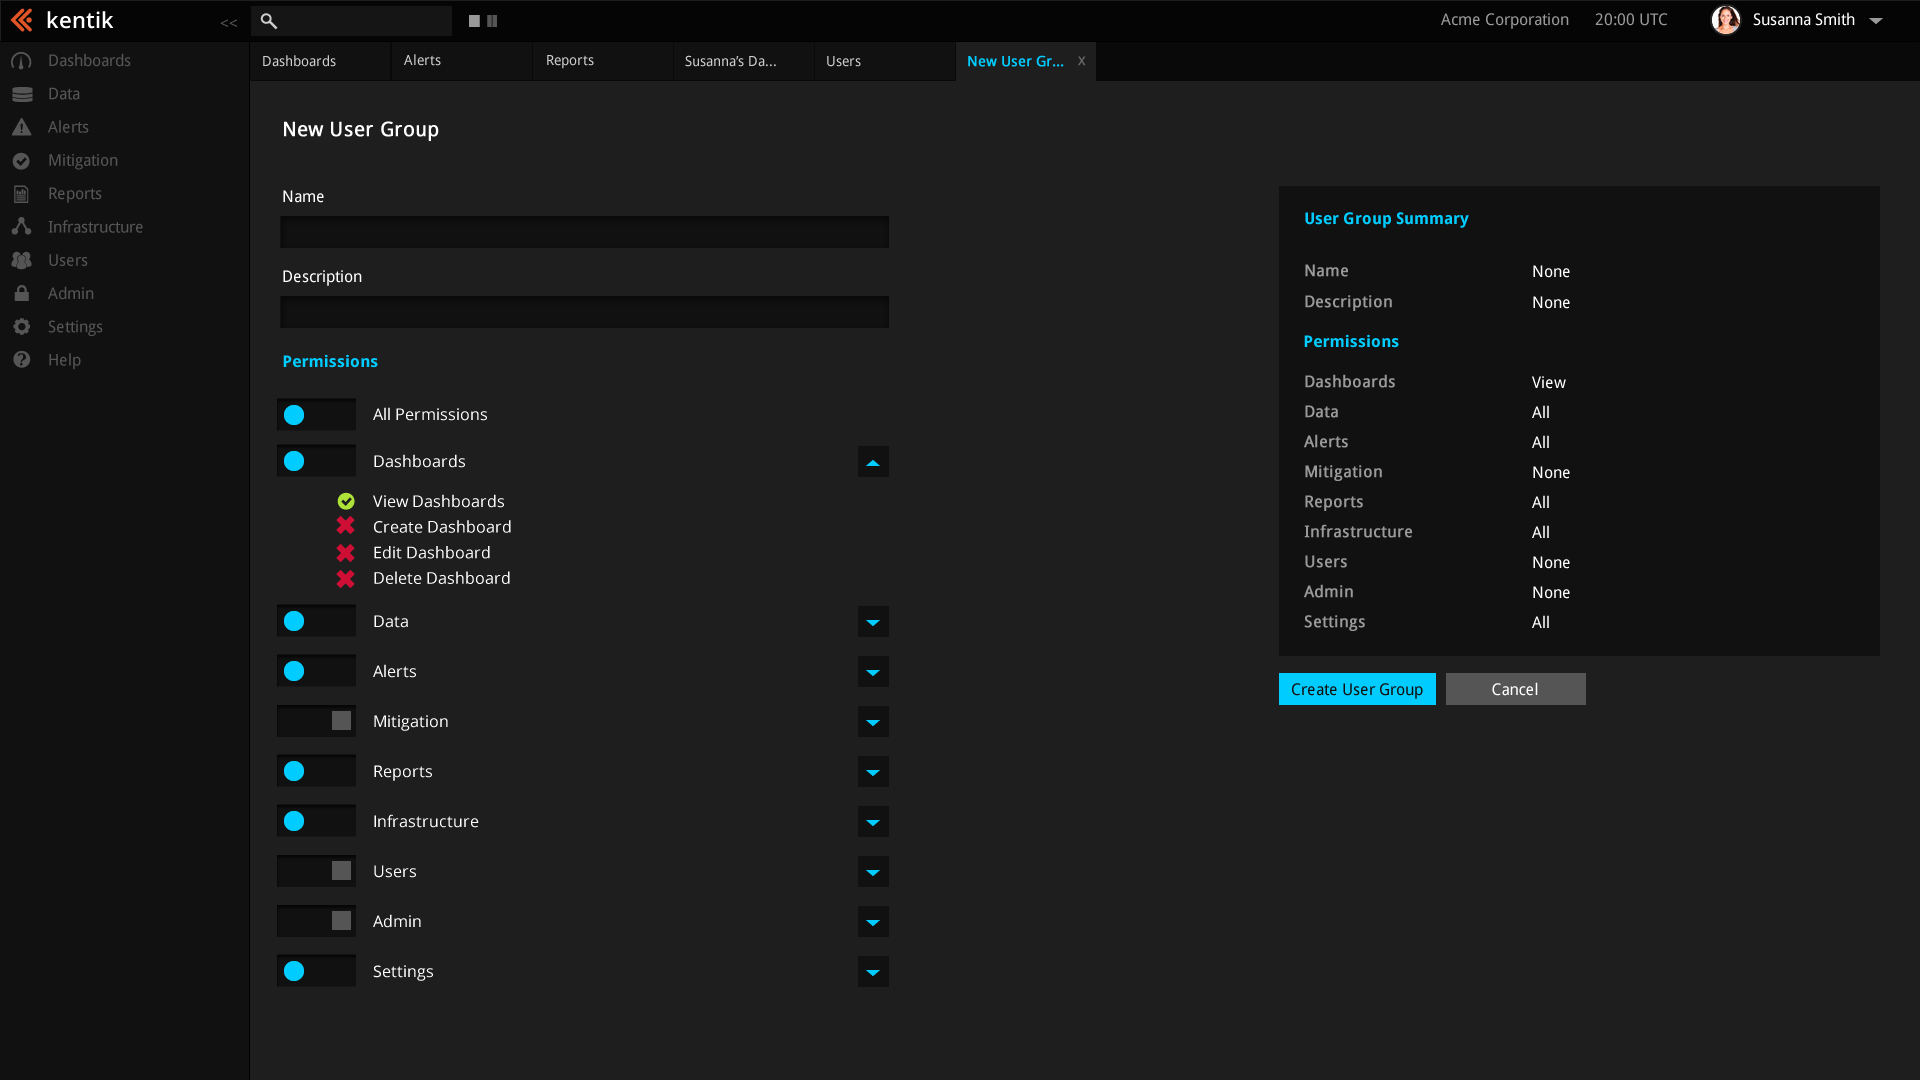 kentik
<<
Acme Corporation
20:00 UTC
Susanna Smith
Dashboards
Data
Alerts
Mitigation
Reports
Infrastructure
Users
Admin
Settings
Help
Dashboards
Alerts
Reports
Susanna’s Da...
Users
New User Gr...
X
New User Group
Name
Description
Permissions
All Permissions
Dashboards
View Dashboards
Create Dashboard
Edit Dashboard
Delete Dashboard
Data
Alerts
Mitigation
Reports
Infrastructure
Users
Admin
Settings
User Group Summary
Name None
Description None
Permissions
Dashboards View
Data All
Alerts All
Mitigation None
Reports All
Infrastructure All
Users None
Admin None
Settings All
Create User Group
Cancel